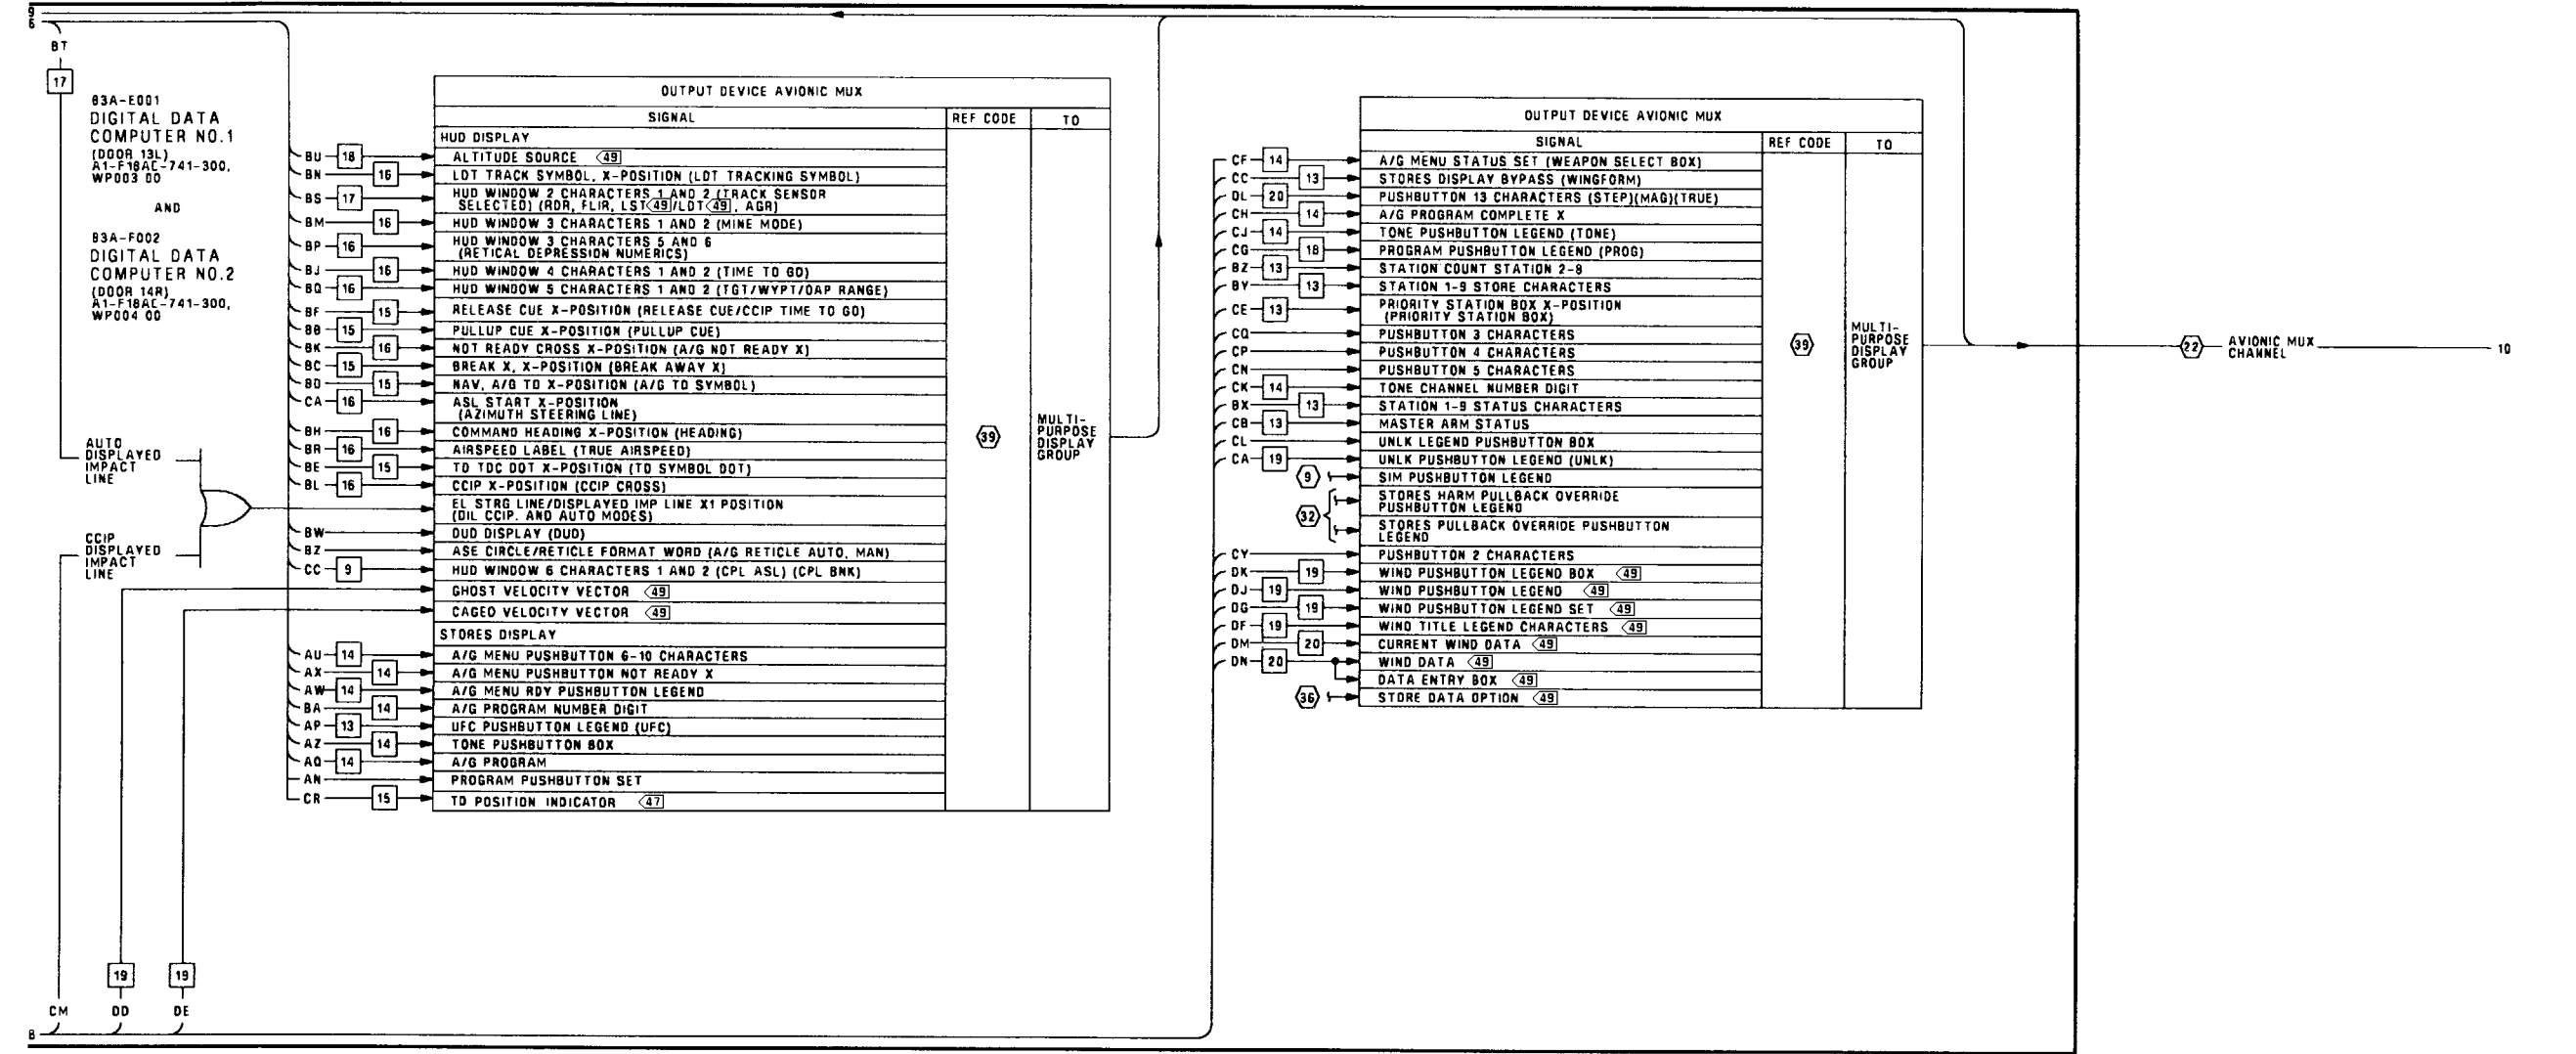 9
6
BT
17
83A-E001
DIGITAL DATA
COMPUTER NO.1
(DOOR 13L)
A1-F18AC-741-300,
WP003 00
AND
83A-F002
DIGITAL DATA
COMPUTER NO.2
(DOOR 14R)
A1-F18AC-741-300,
WP004 00
AUTO
DISPLAYED
IMPACT
LINE
CCIP
DISPLAYED
IMPACT
LINE
19
19
CM
DD
DE
8
OUTPUT DEVICE AVIONIC MUX
SIGNAL REF CODE TO
HUD DISPLAY
BU 18 ALTITUDE SOURCE 49
BN 16 LDT TRACK SYMBOL, X-POSITION (LDT TRACKING SYMBOL)
BS 17 HUD WINDOW 2 CHARACTERS 1 AND 2 (TRACK SENSOR
SELECTED) (RDR, FLIR, LST 49 /LDT 49 , AGR)
BM 16 HUD WINDOW 3 CHARACTERS 1 AND 2 (MINE MODE)
BP 16 HUD WINDOW 3 CHARACTERS 5 AND 6
(RETICAL DEPRESSION NUMERICS)
BJ 16 HUD WINDOW 4 CHARACTERS 1 AND 2 (TIME TO GO)
BQ 16 HUD WINDOW 5 CHARACTERS 1 AND 2 (TGT/WYPT/OAP RANGE)
BF 15 RELEASE CUE X-POSITION (RELEASE CUE/CCIP TIME TO GO)
BB 15 PULLUP CUE X-POSITION (PULLUP CUE)
BK 16 NOT READY CROSS X-POSITION (A/G NOT READY X)
BC 15 BREAK X, X-POSITION (BREAK AWAY X)
BD 15 NAV, A/G TD X-POSITION (A/G TD SYMBOL)
CA 16 ASL START X-POSITION
(AZIMUTH STEERING LINE)
BH 16 COMMAND HEADING X-POSITION (HEADING)
BR 16 AIRSPEED LABEL (TRUE AIRSPEED)
BE 15 TD TDC DOT X-POSITION (TD SYMBOL DOT)
BL 16 CCIP X-POSITION (CCIP CROSS)
EL STRG LINE/DISPLAYED IMP LINE X1 POSITION
(DIL CCIP. AND AUTO MODES)
BW DUD DISPLAY (DUD)
BZ ASE CIRCLE/RETICLE FORMAT WORD (A/G RETICLE AUTO, MAN)
CC 9 HUD WINDOW 6 CHARACTERS 1 AND 2 (CPL ASL) (CPL BNK)
GHOST VELOCITY VECTOR 49
CAGED VELOCITY VECTOR 49
STORES DISPLAY
AU 14 A/G MENU PUSHBUTTON 6-10 CHARACTERS
AX 14 A/G MENU PUSHBUTTON NOT READY X
AW 14 A/G MENU RDY PUSHBUTTON LEGEND
BA 14 A/G PROGRAM NUMBER DIGIT
AP 13 UFC PUSHBUTTON LEGEND (UFC)
AZ 14 TONE PUSHBUTTON BOX
AQ 14 A/G PROGRAM
AN PROGRAM PUSHBUTTON SET
CR 15 TD POSITION INDICATOR 47
39
MULTI-
PURPOSE
DISPLAY
GROUP
OUTPUT DEVICE AVIONIC MUX
SIGNAL REF CODE TO
CF 14 A/G MENU STATUS SET (WEAPON SELECT BOX)
CC 13 STORES DISPLAY BYPASS (WINGFORM)
DL 20 PUSHBUTTON 13 CHARACTERS (STEP)(MAG)(TRUE)
CH 14 A/G PROGRAM COMPLETE X
CJ 14 TONE PUSHBUTTON LEGEND (TONE)
CG 18 PROGRAM PUSHBUTTON LEGEND (PROG)
BZ 13 STATION COUNT STATION 2-8
BY 13 STATION 1-9 STORE CHARACTERS
CE 13 PRIORITY STATION BOX X-POSITION
(PRIORITY STATION BOX)
CQ PUSHBUTTON 3 CHARACTERS
CP PUSHBUTTON 4 CHARACTERS
CN PUSHBUTTON 5 CHARACTERS
CK 14 TONE CHANNEL NUMBER DIGIT
BX 13 STATION 1-9 STATUS CHARACTERS
CB 13 MASTER ARM STATUS
CL UNLK LEGEND PUSHBUTTON BOX
CA 19 UNLK PUSHBUTTON LEGEND (UNLK)
9 SIM PUSHBUTTON LEGEND
32 STORES HARM PULLBACK OVERRIDE
PUSHBUTTON LEGEND
STORES PULLBACK OVERRIDE PUSHBUTTON
LEGEND
CY PUSHBUTTON 2 CHARACTERS
DK 19 WIND PUSHBUTTON LEGEND BOX 49
DJ 19 WIND PUSHBUTTON LEGEND 49
DG 19 WIND PUSHBUTTON LEGEND SET 49
DF 19 WIND TITLE LEGEND CHARACTERS 49
DM 20 CURRENT WIND DATA 49
DN 20 WIND DATA 49
DATA ENTRY BOX 49
36 STORE DATA OPTION 49
39
MULTI-
PURPOSE
DISPLAY
GROUP
22 AVIONIC MUX
CHANNEL
10